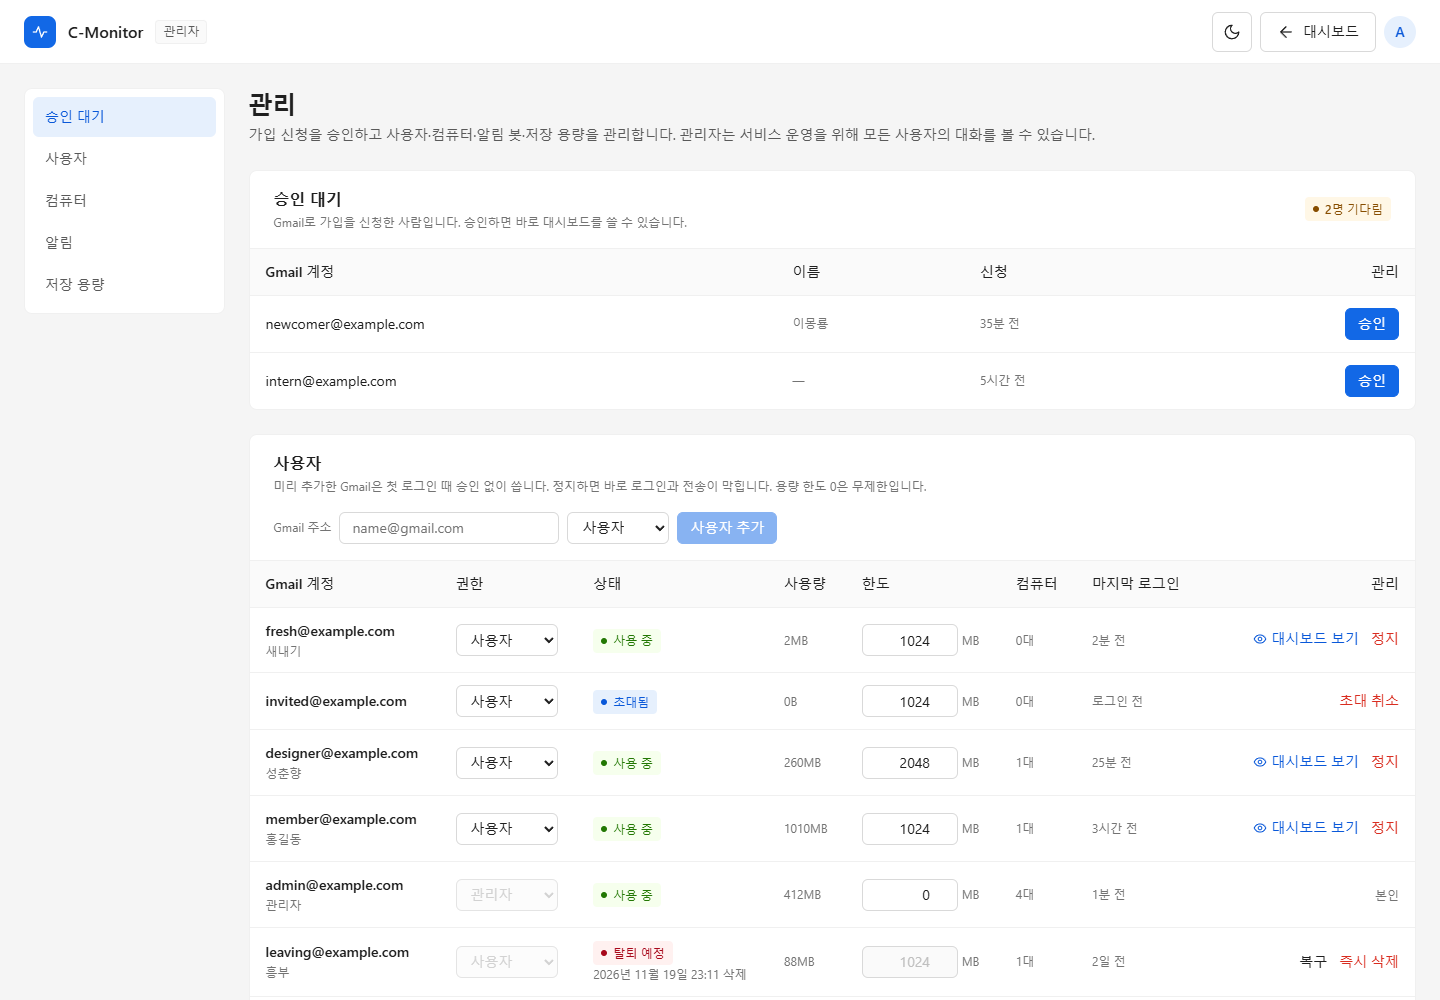 C-Monitor 관리자
대시보드 A
승인 대기
사용자
컴퓨터
알림
저장 용량
관리
가입 신청을 승인하고 사용자·컴퓨터·알림 봇·저장 용량을 관리합니다. 관리자는 서비스 운영을 위해 모든 사용자의 대화를 볼 수 있습니다.
승인 대기
Gmail로 가입을 신청한 사람입니다. 승인하면 바로 대시보드를 쓸 수 있습니다.
2명 기다림
Gmail 계정 이름 신청 관리
newcomer@example.com 이몽룡 35분 전 승인
intern@example.com — 5시간 전 승인
사용자
미리 추가한 Gmail은 첫 로그인 때 승인 없이 씁니다. 정지하면 바로 로그인과 전송이 막힙니다. 용량 한도 0은 무제한입니다.
Gmail 주소 name@gmail.com 사용자 사용자 추가
Gmail 계정 권한 상태 사용량 한도 컴퓨터 마지막 로그인 관리
fresh@example.com 사용자 사용 중 2MB 1024 MB 0대 2분 전 대시보드 보기 정지
새내기
invited@example.com 사용자 초대됨 0B 1024 MB 0대 로그인 전 초대 취소
designer@example.com 사용자 사용 중 260MB 2048 MB 1대 25분 전 대시보드 보기 정지
성춘향
member@example.com 사용자 사용 중 1010MB 1024 MB 1대 3시간 전 대시보드 보기 정지
홍길동
admin@example.com 관리자 사용 중 412MB 0 MB 4대 1분 전 본인
관리자
leaving@example.com 사용자 탈퇴 예정 88MB 1024 MB 1대 2일 전 복구 즉시 삭제
흥부 2026년 11월 19일 23:11 삭제